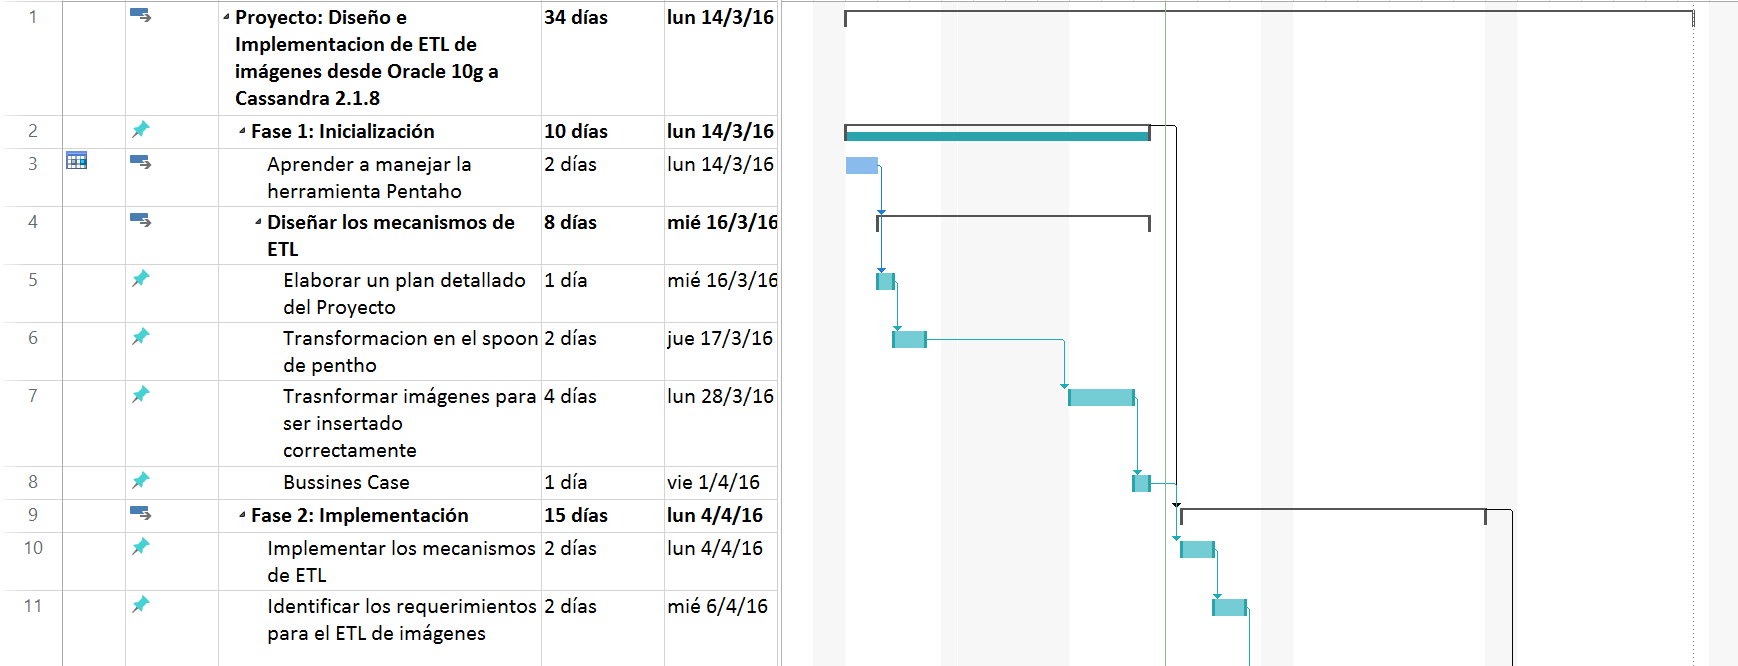 1 Proyecto: Diseño e 34 días lun 14/3/16
Implementacion de ETL de
imágenes desde Oracle 10g a
Cassandra 2.1.8
2 Fase 1: Inicialización 10 días lun 14/3/16
3 Aprender a manejar la 2 días lun 14/3/16
herramienta Pentaho
4 Diseñar los mecanismos de 8 días mié 16/3/16
ETL
5 Elaborar un plan detallado 1 día mié 16/3/16
del Proyecto
6 Transformacion en el spoon 2 días jue 17/3/16
de pentho
7 Trasnformar imágenes para 4 días lun 28/3/16
ser insertado
correctamente
8 Bussines Case 1 día vie 1/4/16
9 Fase 2: Implementación 15 días lun 4/4/16
10 Implementar los mecanismos 2 días lun 4/4/16
de ETL
11 Identificar los requerimientos 2 días mié 6/4/16
para el ETL de imágenes